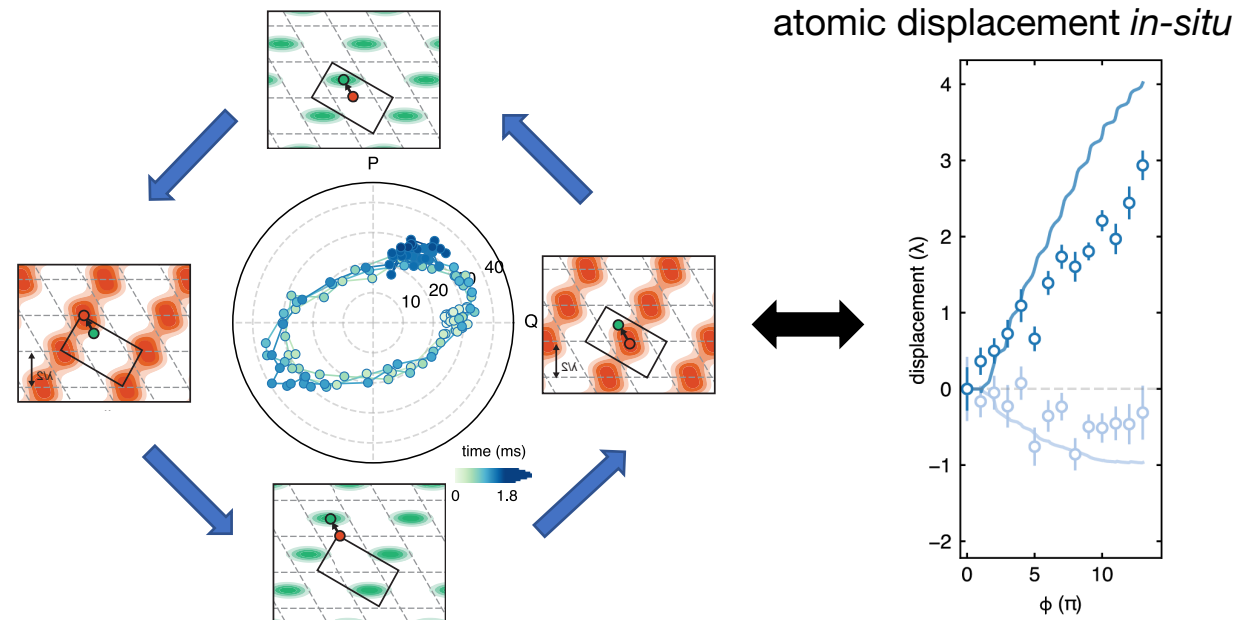 atomic displacement in-situ
P
Q
10
20
40
λ/2
λ/2
time (ms)
0
1.8
displacement (λ)
4
3
2
1
0
−1
−2
0
5
10
ϕ (π)